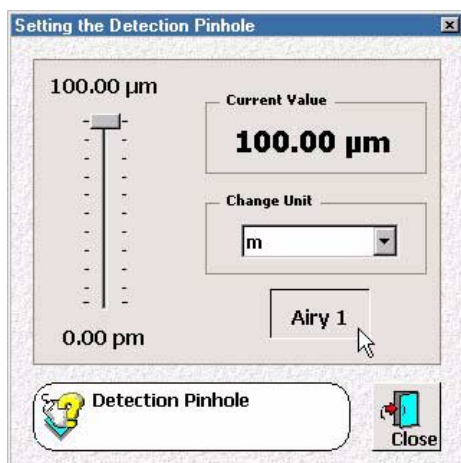 Setting the Detection Pinhole
100.00 µm
Current Value
100.00 µm
Change Unit
m
Airy 1
0.00 pm
Detection Pinhole
Close